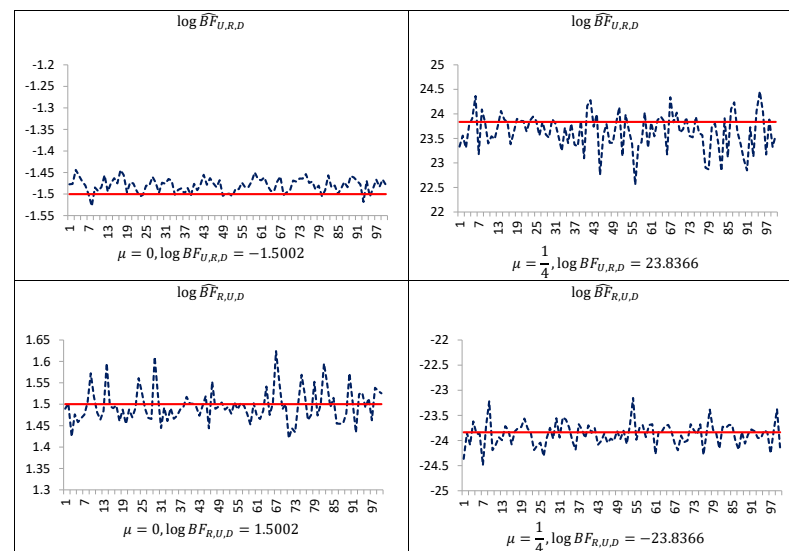 log B̂F̂_{U,R,D}
-1.2
-1.25
-1.3
-1.35
-1.4
-1.45
-1.5
-1.55
1 7 13 19 25 31 37 43 49 55 61 67 73 79 85 91 97
μ = 0, log BF_{U,R,D} = −1.5002
log B̂F̂_{U,R,D}
25
24.5
24
23.5
23
22.5
22
1 7 13 19 25 31 37 43 49 55 61 67 73 79 85 91 97
μ = 1/4, log BF_{U,R,D} = 23.8366
log B̂F̂_{R,U,D}
1.65
1.6
1.55
1.5
1.45
1.4
1.35
1.3
1 7 13 19 25 31 37 43 49 55 61 67 73 79 85 91 97
μ = 0, log BF_{R,U,D} = 1.5002
log B̂F̂_{R,U,D}
-22
-22.5
-23
-23.5
-24
-24.5
-25
1 7 13 19 25 31 37 43 49 55 61 67 73 79 85 91 97
μ = 1/4, log BF_{R,U,D} = −23.8366